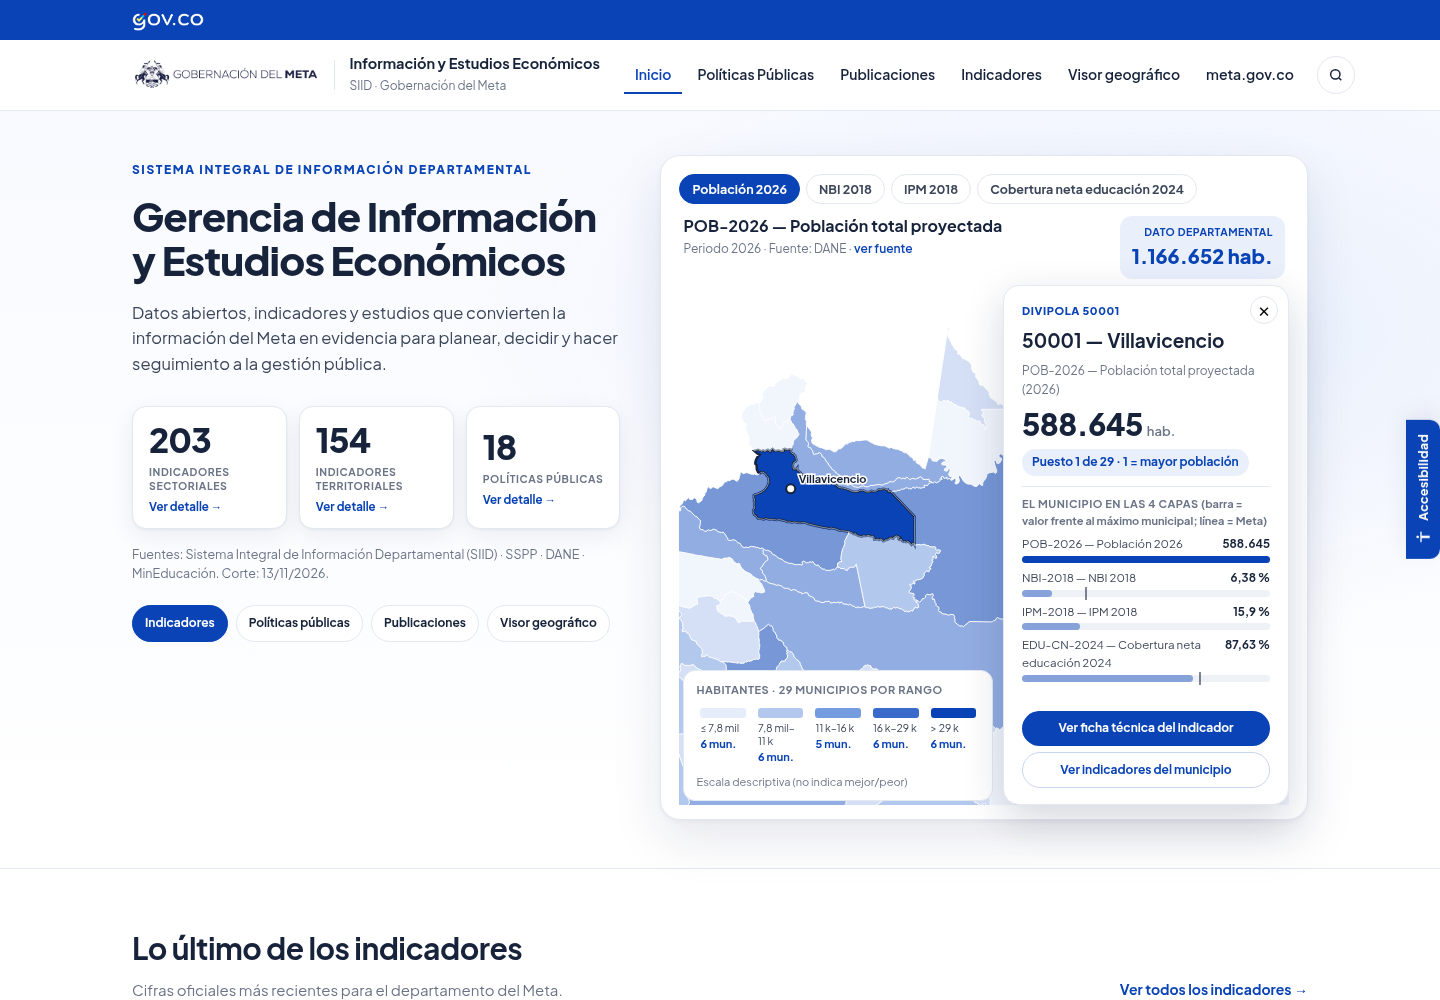 GOV.CO
GOBERNACIÓN DEL META
Información y Estudios Económicos
SIID · Gobernación del Meta
Inicio
Políticas Públicas
Publicaciones
Indicadores
Visor geográfico
meta.gov.co
SISTEMA INTEGRAL DE INFORMACIÓN DEPARTAMENTAL
Gerencia de Información
y Estudios Económicos
Datos abiertos, indicadores y estudios que convierten la
información del Meta en evidencia para planear, decidir y hacer
seguimiento a la gestión pública.
203
INDICADORES
SECTORIALES
Ver detalle →
154
INDICADORES
TERRITORIALES
Ver detalle →
18
POLÍTICAS PÚBLICAS
Ver detalle →
Fuentes: Sistema Integral de Información Departamental (SIID) · SSPP · DANE ·
MinEducación. Corte: 13/11/2026.
Indicadores
Políticas públicas
Publicaciones
Visor geográfico
Población 2026
NBI 2018
IPM 2018
Cobertura neta educación 2024
POB-2026 — Población total proyectada
Periodo 2026 · Fuente: DANE · ver fuente
DATO DEPARTAMENTAL
1.166.652 hab.
Villavicencio
HABITANTES · 29 MUNICIPIOS POR RANGO
≤ 7,8 mil
6 mun.
7,8 mil–
11 k
6 mun.
11 k–16 k
5 mun.
16 k–29 k
6 mun.
> 29 k
6 mun.
Escala descriptiva (no indica mejor/peor)
DIVIPOLA 50001
×
50001 — Villavicencio
POB-2026 — Población total proyectada
(2026)
588.645 hab.
Puesto 1 de 29 · 1 = mayor población
EL MUNICIPIO EN LAS 4 CAPAS (barra =
valor frente al máximo municipal; línea = Meta)
POB-2026 — Población 2026 588.645
NBI-2018 — NBI 2018 6,38 %
IPM-2018 — IPM 2018 15,9 %
EDU-CN-2024 — Cobertura neta 87,63 %
educación 2024
Ver ficha técnica del indicador
Ver indicadores del municipio
Accesibilidad
Lo último de los indicadores
Cifras oficiales más recientes para el departamento del Meta.
Ver todos los indicadores →